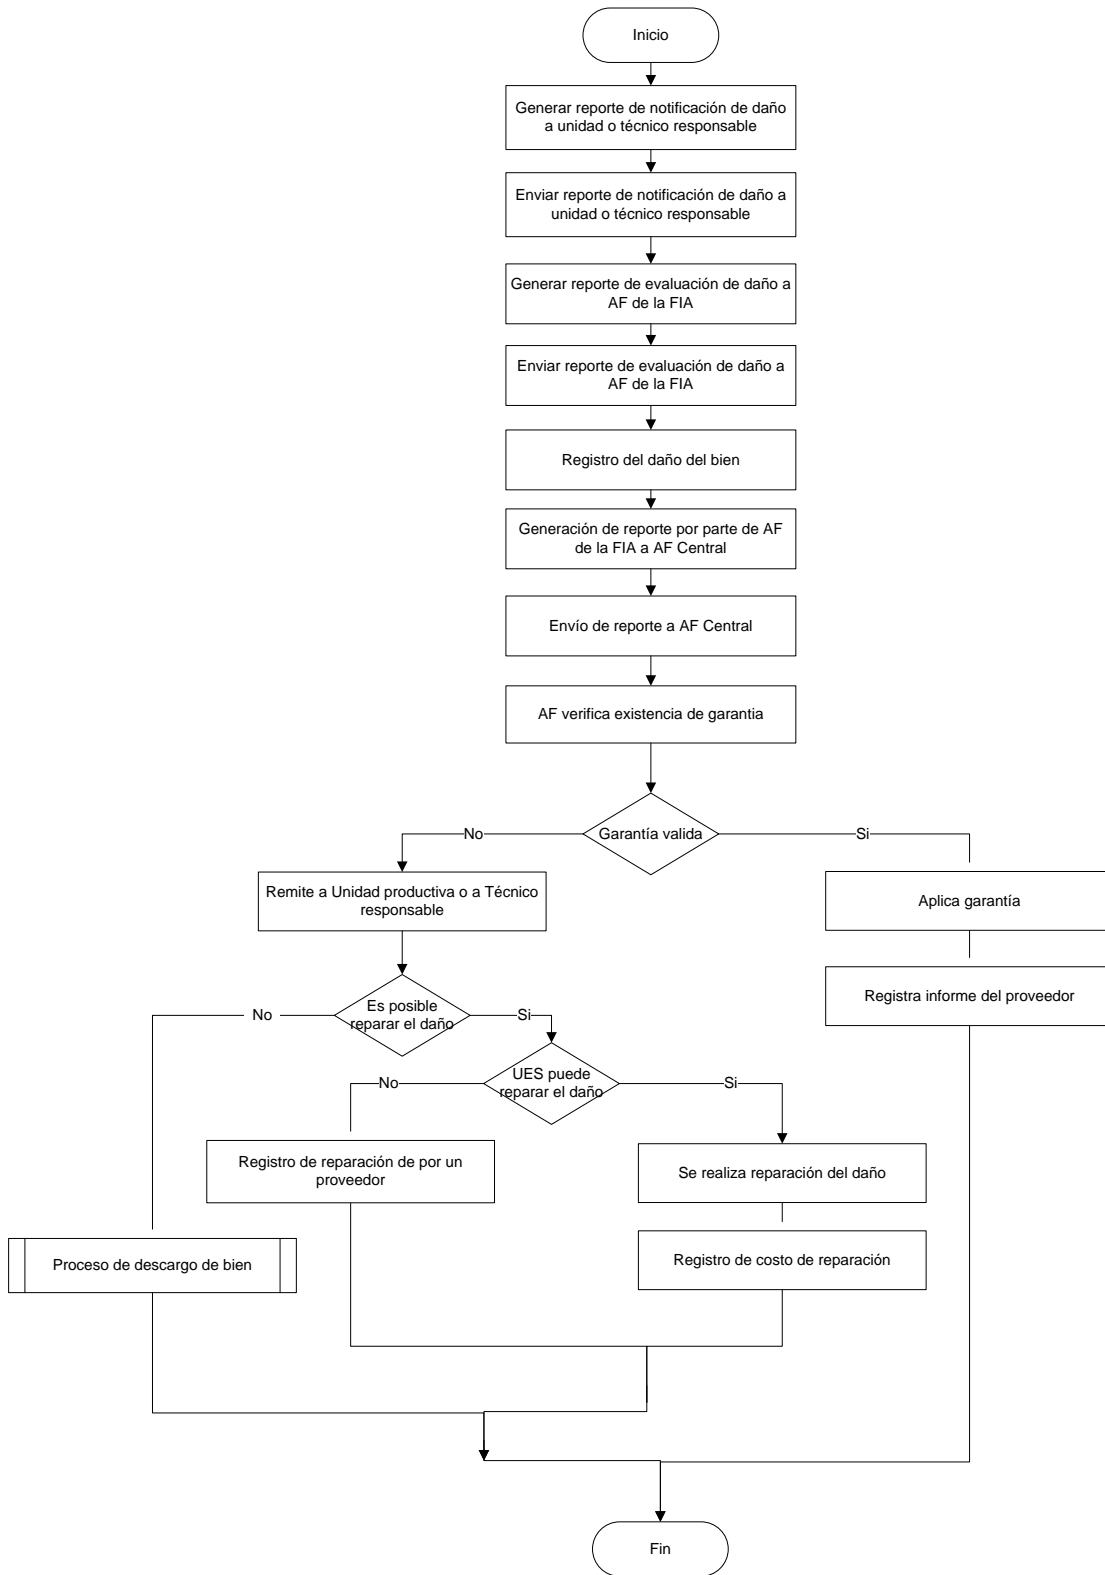 Inicio
Generar reporte de notificación de daño
a unidad o técnico responsable
Enviar reporte de notificación de daño a
unidad o técnico responsable
Generar reporte de evaluación de daño a
AF de la FIA
Enviar reporte de evaluación de daño a
AF de la FIA
Registro del daño del bien
Generación de reporte por parte de AF
de la FIA a AF Central
Envío de reporte a AF Central
AF verifica existencia de garantia
No
Garantía valida
Si
Remite a Unidad productiva o a Técnico
responsable
Aplica garantía
Registra informe del proveedor
No
Es posible
reparar el daño
Si
No
UES puede
reparar el daño
Si
Registro de reparación de por un
proveedor
Se realiza reparación del daño
Registro de costo de reparación
Proceso de descargo de bien
Fin